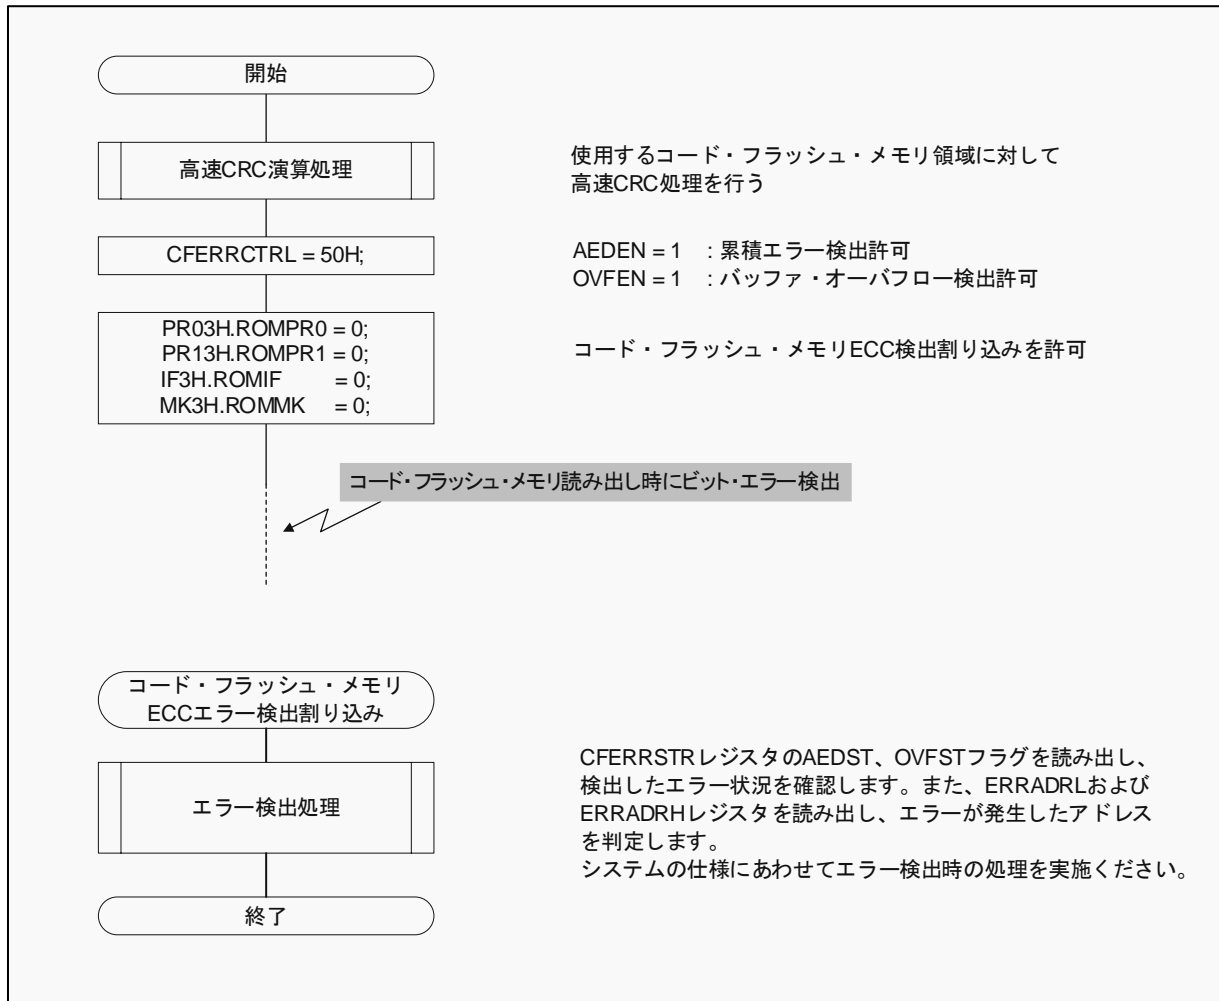 開始
高速CRC演算処理
使用するコード・フラッシュ・メモリ領域に対して
高速CRC処理を行う
CFERRCTRL = 50H;
AEDEN = 1 : 累積エラー検出許可
OVFEN = 1 : バッファ・オーバフロー検出許可
PR03H.ROMPR0 = 0;
PR13H.ROMPR1 = 0;
IF3H.ROMIF = 0;
MK3H.ROMMK = 0;
コード・フラッシュ・メモリECC検出割り込みを許可
コード・フラッシュ・メモリ読み出し時にビット・エラー検出
コード・フラッシュ・メモリ
ECCエラー検出割り込み
エラー検出処理
CFERRSTRレジスタのAEDST、OVFSTフラグを読み出し、
検出したエラー状況を確認します。また、ERRADRLおよび
ERRADRHレジスタを読み出し、エラーが発生したアドレス
を判定します。
システムの仕様にあわせてエラー検出時の処理を実施ください。
終了